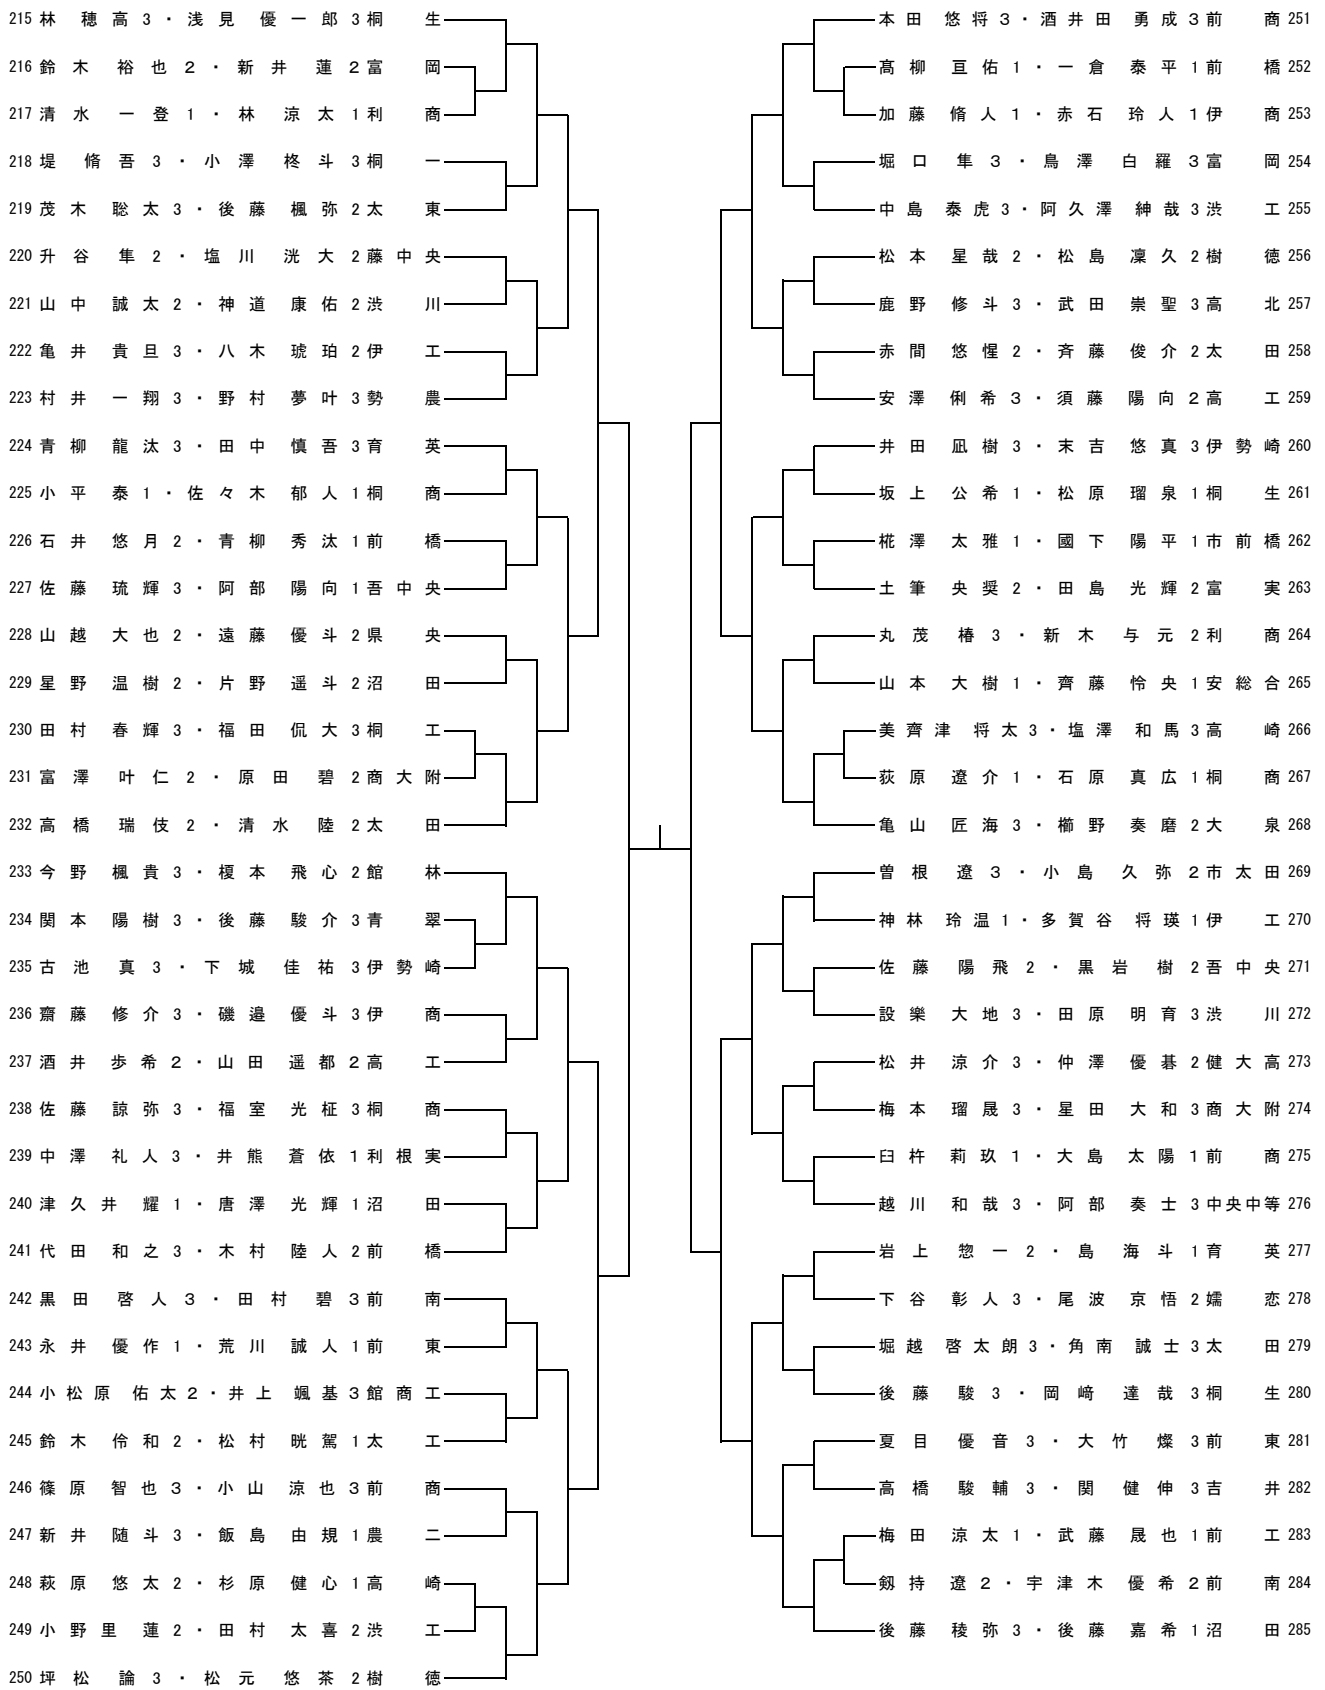 215 林 穂高 3 ・ 浅見 優一郎 3 桐生
216 鈴木 裕也 2 ・ 新井 蓮 2 富岡
217 清水 一登 1 ・ 林 涼太 1 利商
218 堤 脩吾 3 ・ 小澤 柊斗 3 桐一
219 茂木 聡太 3 ・ 後藤 楓弥 2 太東
220 升谷 隼 2 ・ 塩川 洸大 2 藤中央
221 山中 誠太 2 ・ 神道 康佑 2 渋川
222 亀井 貴旦 3 ・ 八木 琥珀 2 伊工
223 村井 一翔 3 ・ 野村 夢叶 3 勢農
224 青柳 龍汰 3 ・ 田中 慎吾 3 育英
225 小平 泰 1 ・ 佐々木 郁人 1 桐商
226 石井 悠月 2 ・ 青柳 秀汰 1 前橋
227 佐藤 琉輝 3 ・ 阿部 陽向 1 吾中央
228 山越 大也 2 ・ 遠藤 優斗 2 県央
229 星野 温樹 2 ・ 片野 遥斗 2 沼田
230 田村 春輝 3 ・ 福田 侃大 3 桐工
231 富澤 叶仁 2 ・ 原田 碧 2 商大附
232 高橋 瑞伎 2 ・ 清水 陸 2 太田
233 今野 楓貴 3 ・ 榎本 飛心 2 館林
234 関本 陽樹 3 ・ 後藤 駿介 3 青翠
235 古池 真 3 ・ 下城 佳祐 3 伊勢崎
236 齋藤 修介 3 ・ 磯邉 優斗 3 伊商
237 酒井 歩希 2 ・ 山田 遥都 2 高工
238 佐藤 諒弥 3 ・ 福室 光柾 3 桐商
239 中澤 礼人 3 ・ 井熊 蒼依 1 利根実
240 津久井 耀 1 ・ 唐澤 光輝 1 沼田
241 代田 和之 3 ・ 木村 陸人 2 前橋
242 黒田 啓人 3 ・ 田村 碧 3 前南
243 永井 優作 1 ・ 荒川 誠人 1 前東
244 小松原 佑太 2 ・ 井上 颯基 3 館商工
245 鈴木 伶和 2 ・ 松村 晄駕 1 太工
246 篠原 智也 3 ・ 小山 涼也 3 前商
247 新井 随斗 3 ・ 飯島 由規 1 農二
248 萩原 悠太 2 ・ 杉原 健心 1 高崎
249 小野里 蓮 2 ・ 田村 太喜 2 渋工
250 坪松 論 3 ・ 松元 悠茶 2 樹徳
本田 悠将 3 ・ 酒井田 勇成 3 前商 251
髙柳 亘佑 1 ・ 一倉 泰平 1 前橋 252
加藤 脩人 1 ・ 赤石 玲人 1 伊商 253
堀口 隼 3 ・ 鳥澤 白羅 3 富岡 254
中島 泰虎 3 ・ 阿久澤 紳哉 3 渋工 255
松本 星哉 2 ・ 松島 凜久 2 樹徳 256
鹿野 修斗 3 ・ 武田 崇聖 3 高北 257
赤間 悠惺 2 ・ 斉藤 俊介 2 太田 258
安澤 俐希 3 ・ 須藤 陽向 2 高工 259
井田 凪樹 3 ・ 末吉 悠真 3 伊勢崎 260
坂上 公希 1 ・ 松原 瑠泉 1 桐生 261
椛澤 太雅 1 ・ 國下 陽平 1 市前橋 262
土筆 央奨 2 ・ 田島 光輝 2 富実 263
丸茂 椿 3 ・ 新木 与元 2 利商 264
山本 大樹 1 ・ 齊藤 怜央 1 安総合 265
美齊津 将太 3 ・ 塩澤 和馬 3 高崎 266
荻原 遼介 1 ・ 石原 真広 1 桐商 267
亀山 匠海 3 ・ 櫛野 奏磨 2 大泉 268
曽根 遼 3 ・ 小島 久弥 2 市太田 269
神林 玲温 1 ・ 多賀谷 将瑛 1 伊工 270
佐藤 陽飛 2 ・ 黒岩 樹 2 吾中央 271
設樂 大地 3 ・ 田原 明育 3 渋川 272
松井 涼介 3 ・ 仲澤 優碁 2 健大高 273
梅本 瑠晟 3 ・ 星田 大和 3 商大附 274
臼杵 莉玖 1 ・ 大島 太陽 1 前商 275
越川 和哉 3 ・ 阿部 奏士 3 中央中等 276
岩上 惣一 2 ・ 島 海斗 1 育英 277
下谷 彰人 3 ・ 尾波 京悟 2 嬬恋 278
堀越 啓太朗 3 ・ 角南 誠士 3 太田 279
後藤 駿 3 ・ 岡﨑 達哉 3 桐生 280
夏目 優音 3 ・ 大竹 燦 3 前東 281
高橋 駿輔 3 ・ 関 健伸 3 吉井 282
梅田 涼太 1 ・ 武藤 晟也 1 前工 283
剱持 遼 2 ・ 宇津木 優希 2 前南 284
後藤 稜弥 3 ・ 後藤 嘉希 1 沼田 285